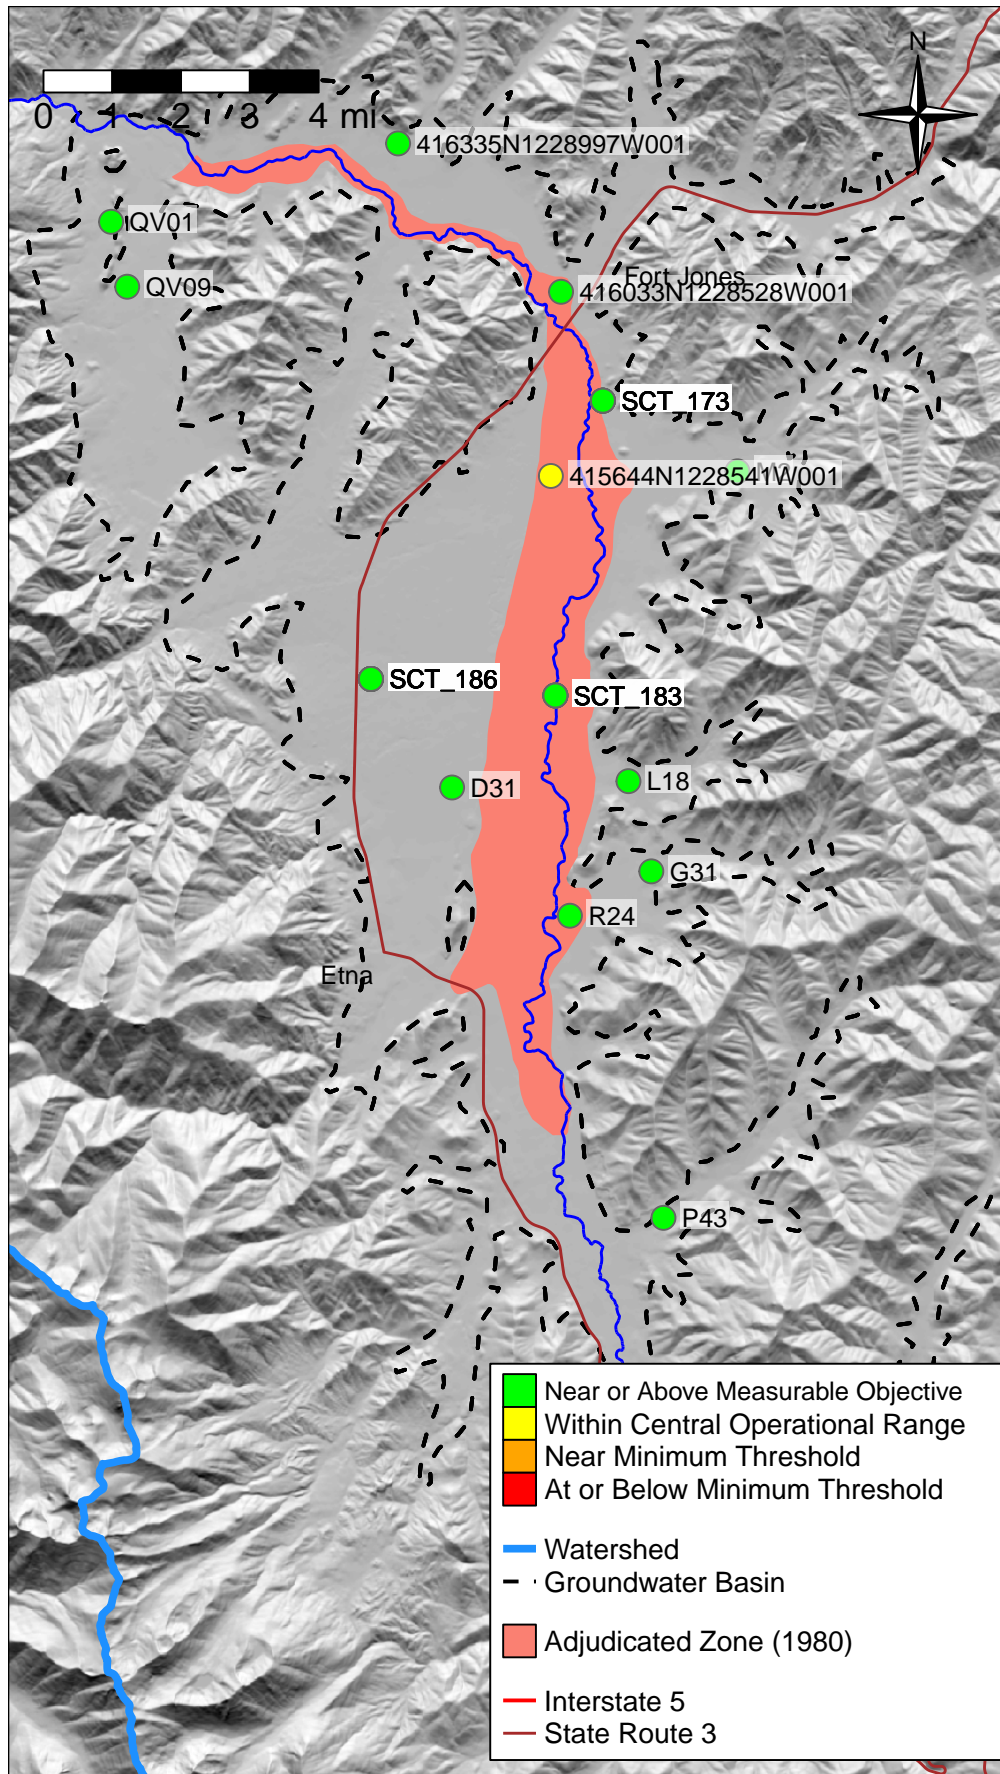 N
0 1 2 3 4 mi
416335N1228997W001
QV01
QV09
Fort Jones
416033N1228528W001
SCT_173
415644N1228541W001
SCT_186
SCT_183
D31
L18
G31
R24
Etna
P43
Near or Above Measurable Objective
Within Central Operational Range
Near Minimum Threshold
At or Below Minimum Threshold
Watershed
Groundwater Basin
Adjudicated Zone (1980)
Interstate 5
State Route 3